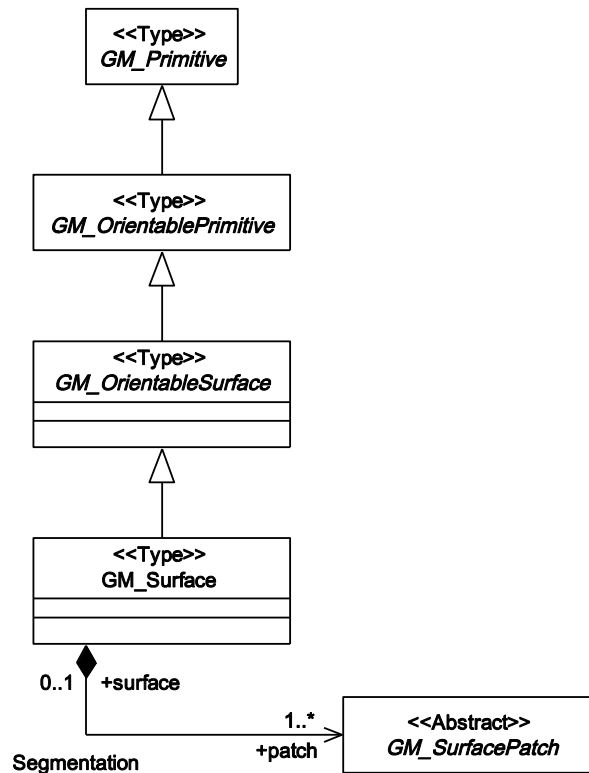 <<Type>>
GM_Primitive
<<Type>>
GM_OrientablePrimitive
<<Type>>
GM_OrientableSurface
<<Type>>
GM_Surface
0..1 +surface
1..*
+patch
<<Abstract>>
GM_SurfacePatch
Segmentation